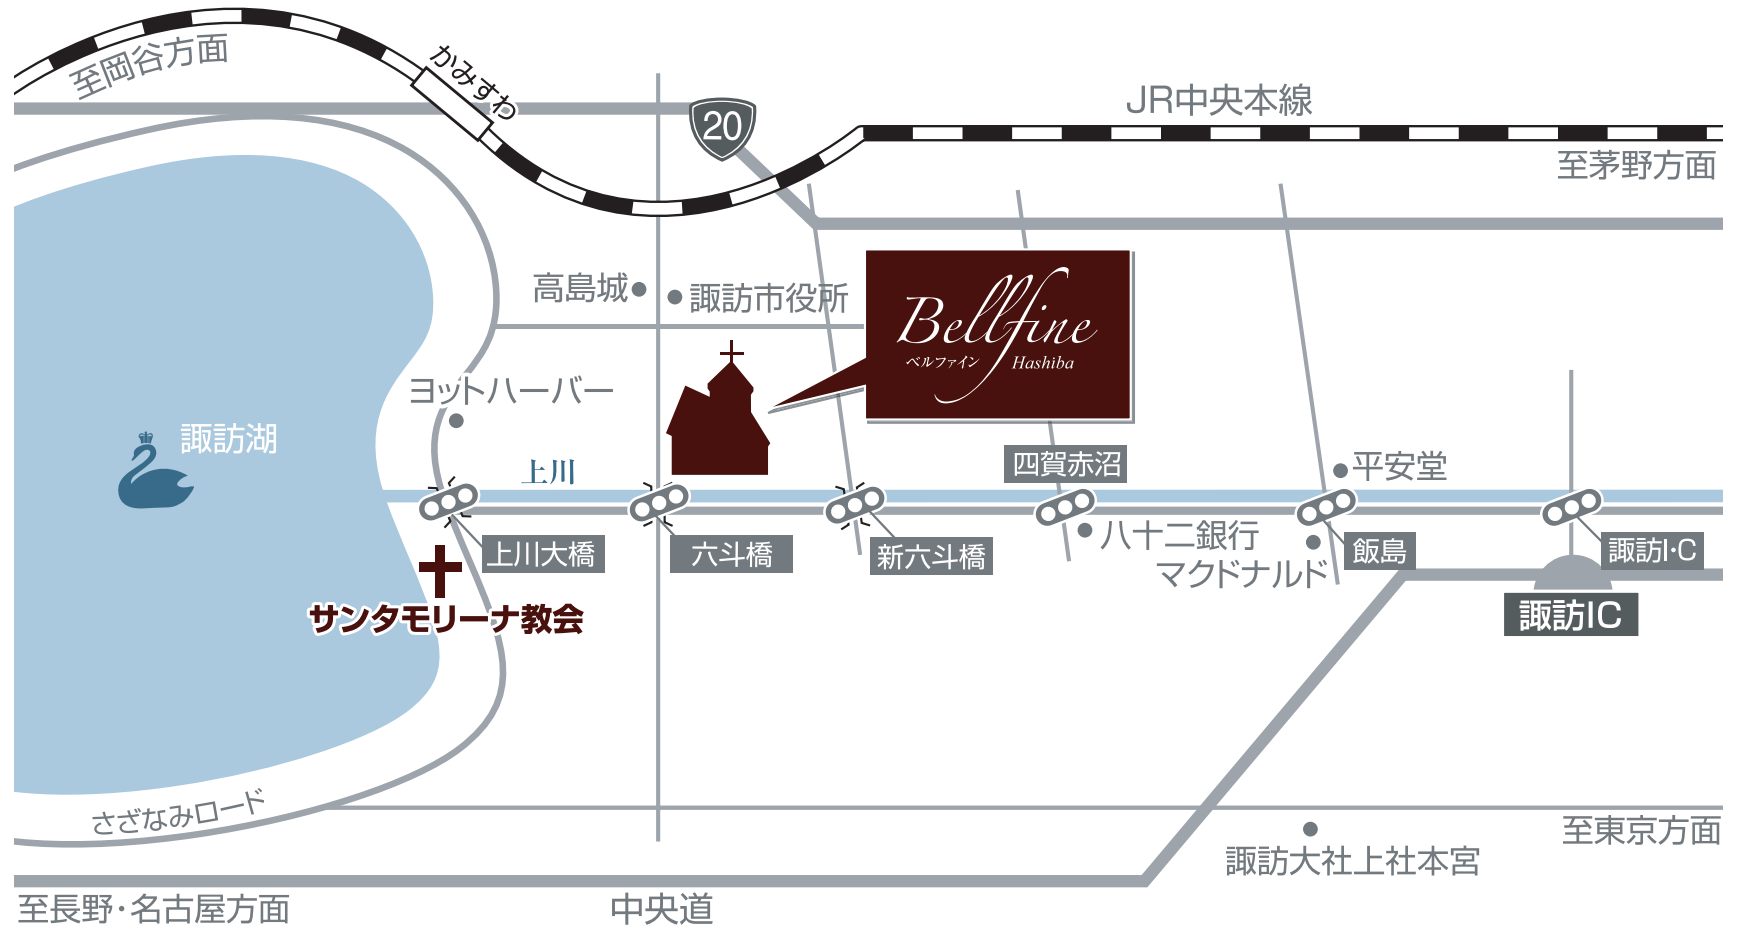 至岡谷方面
かみすわ
20
JR中央本線
至茅野方面
高島城
諏訪市役所
Bellfine
ベルファイン
Hashiba
ヨットハーバー
諏訪湖
上川
四賀赤沼
平安堂
上川大橋
六斗橋
新六斗橋
八十二銀行
マクドナルド
飯島
諏訪I・C
諏訪IC
サンタモリーナ教会
さざなみロード
至東京方面
諏訪大社上社本宮
至長野・名古屋方面
中央道